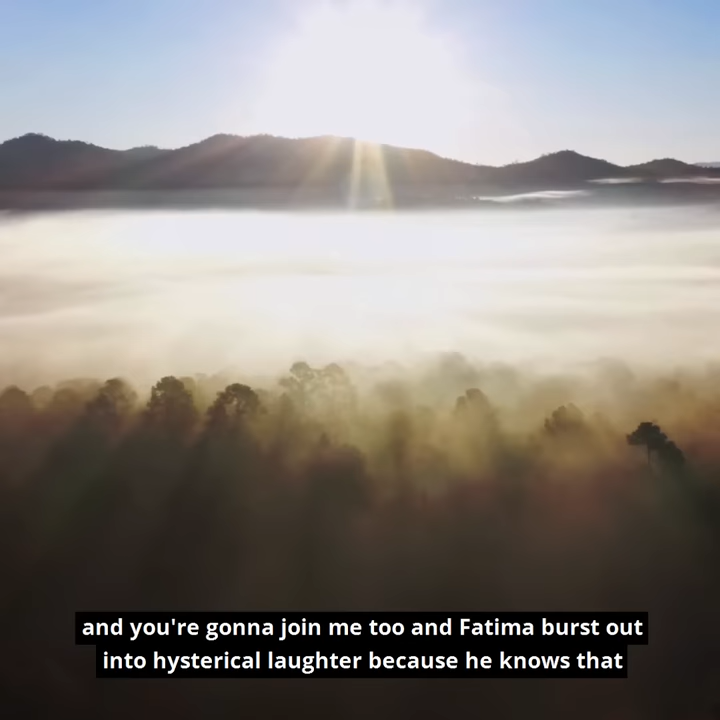 and you're gonna join me too and Fatima burst out
into hysterical laughter because he knows that